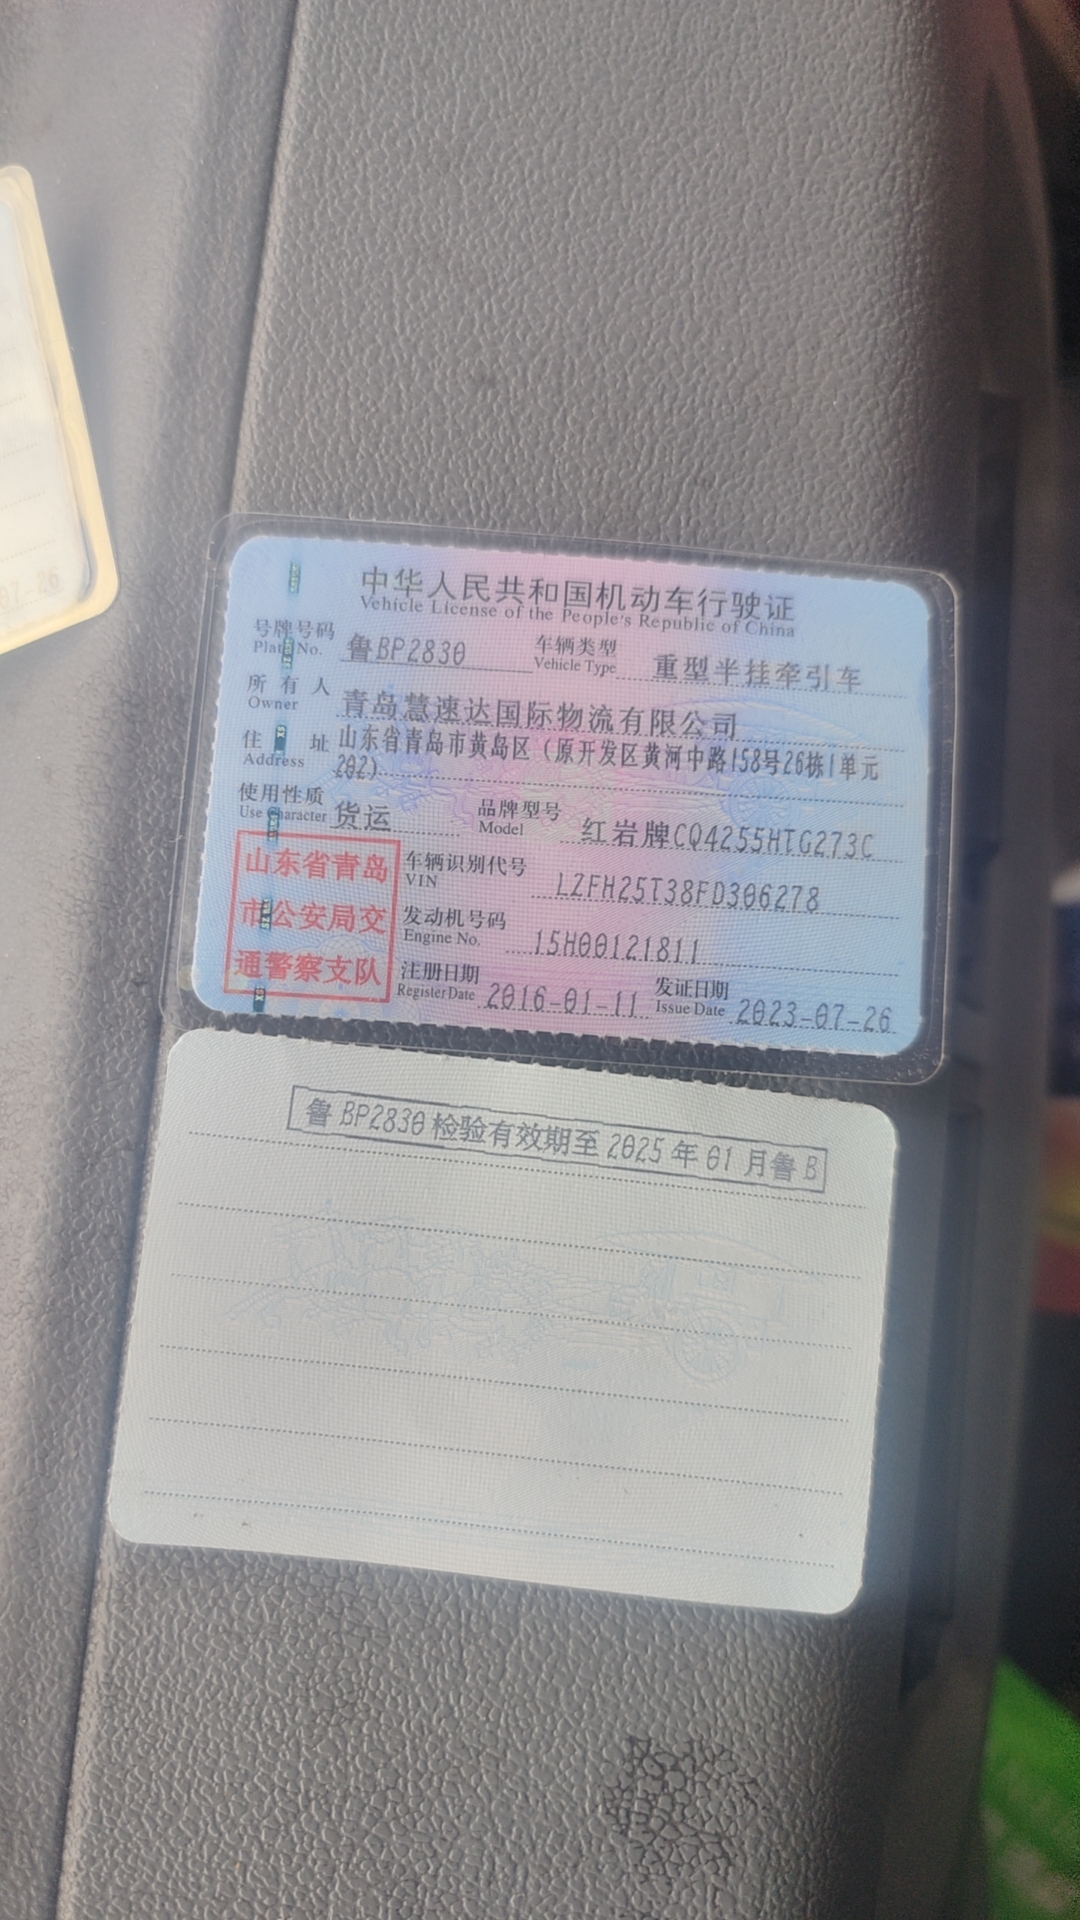 中华人民共和国机动车行驶证
Vehicle License of the People's Republic of China
号牌号码 鲁BP2830 车辆类型 重型半挂牵引车
Plate No. Vehicle Type
所有人 青岛慧速达国际物流有限公司
Owner
住址 山东省青岛市黄岛区（原开发区黄河中路158号26栋1单元
Address 202）
使用性质 货运 品牌型号 红岩牌CQ4255HTG273C
Use Character Model
山东省青岛
市公安局交
通警察支队
车辆识别代号 LZFH25T38FD306278
VIN
发动机号码 15H00121811
Engine No.
注册日期 2016-01-11 发证日期 2023-07-26
Register Date Issue Date
鲁BP2830检验有效期至2025年01月鲁B
07-26